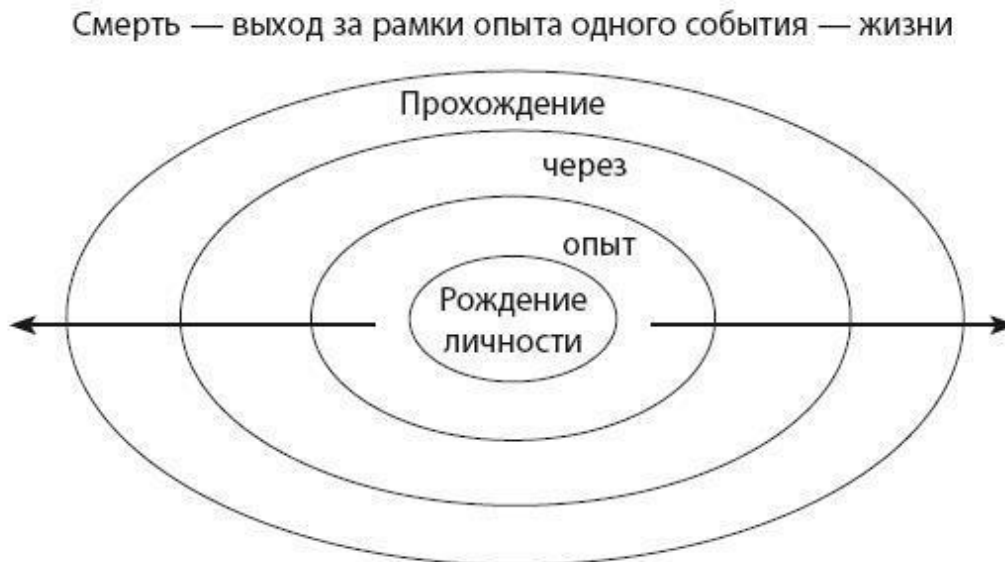 Смерть — выход за рамки опыта одного события — жизни
Прохождение
через
опыт
Рождение
личности